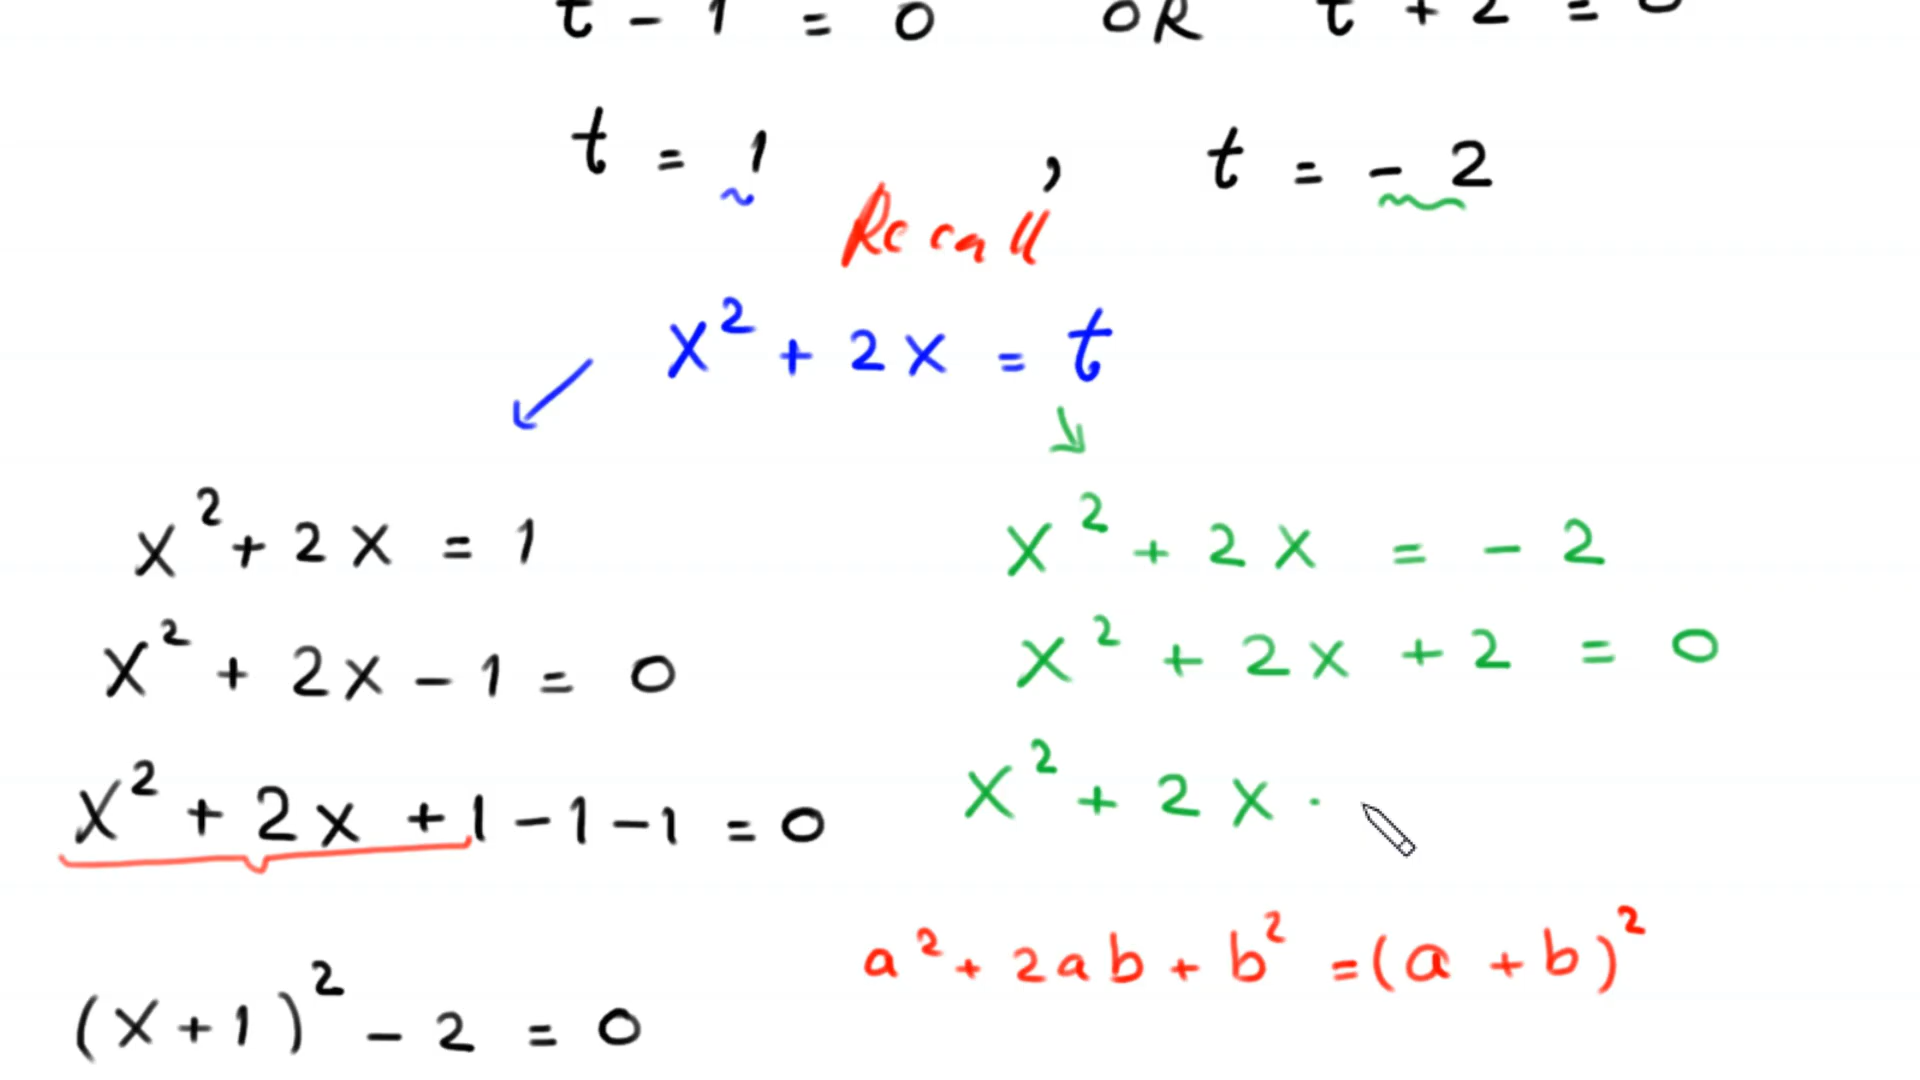 t - 1 = 0 OR t + 2 = 0
t = 1 , t = - 2
Recall
x² + 2x = t
x² + 2x = 1
x² + 2x = - 2
x² + 2x - 1 = 0
x² + 2x + 2 = 0
x² + 2x + 1 - 1 - 1 = 0
x² + 2x
a² + 2ab + b² = (a + b)²
(x + 1)² - 2 = 0